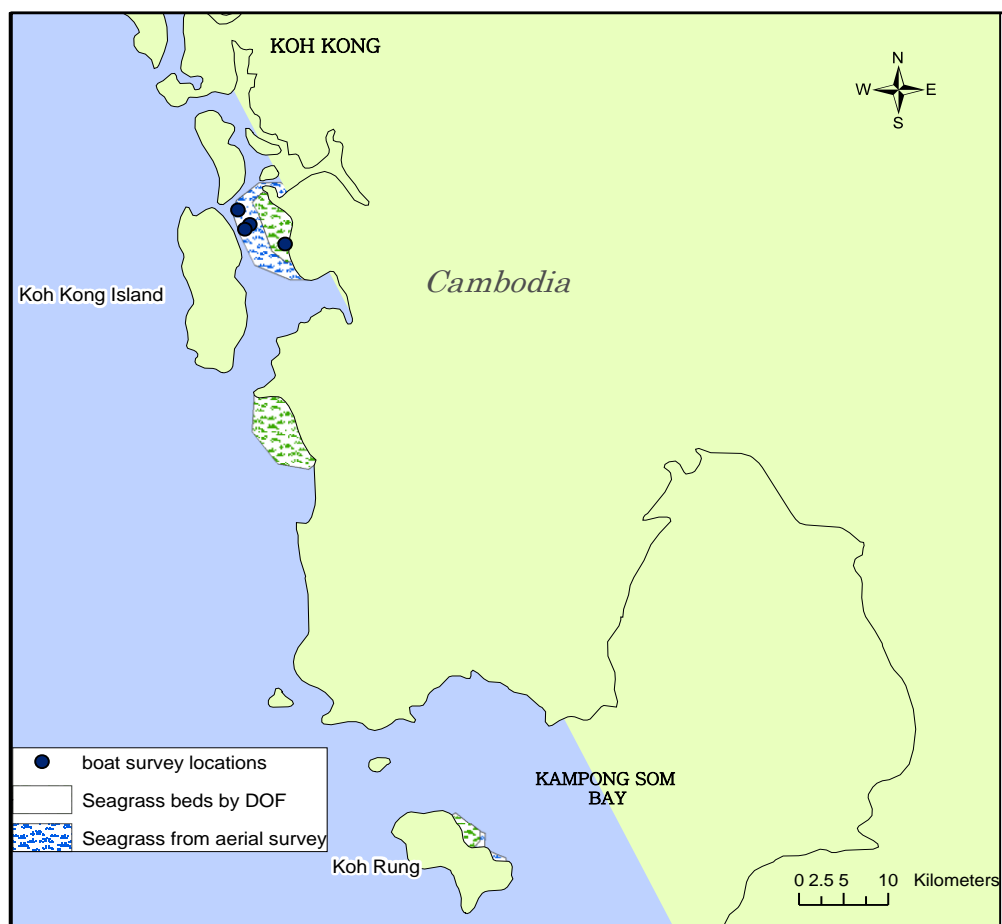 KOH KONG
N
W E
S
Cambodia
Koh Kong Island
boat survey locations
Seagrass beds by DOF
Seagrass from aerial survey
KAMPONG SOM
BAY
Koh Rung
0 2.5 5 10 Kilometers